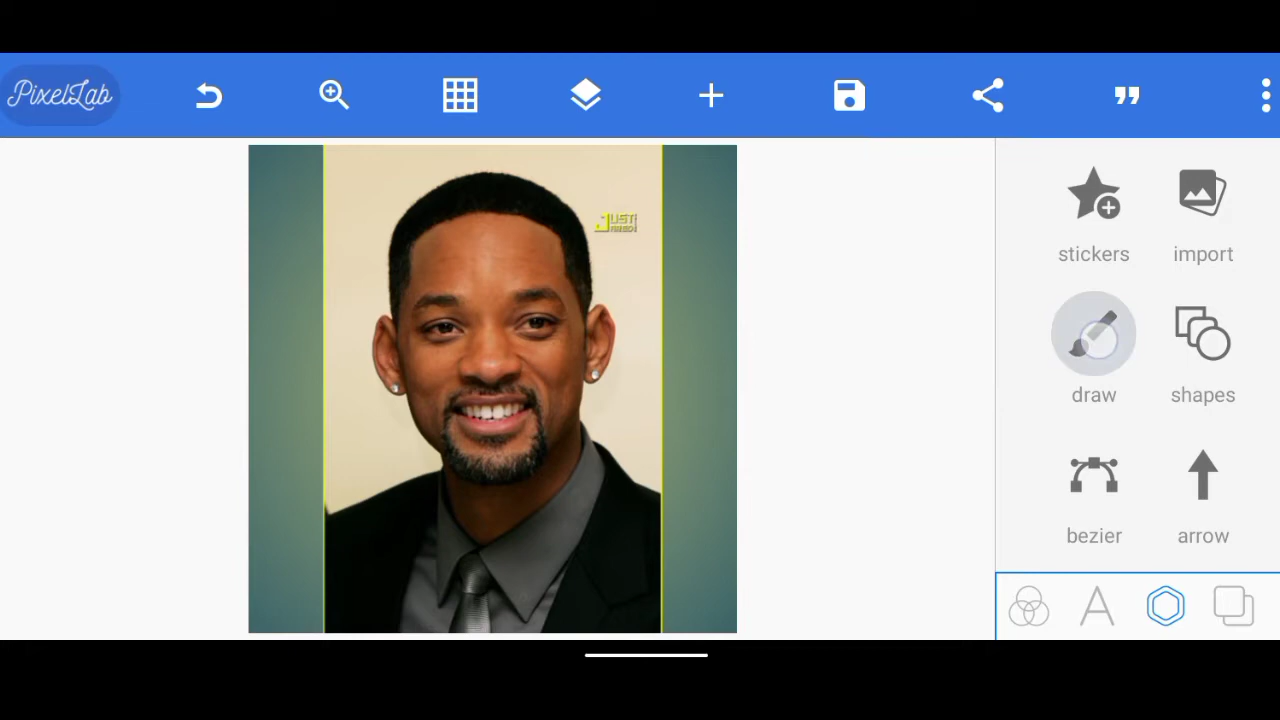 PixelLab
stickers
import
draw
shapes
bezier
arrow